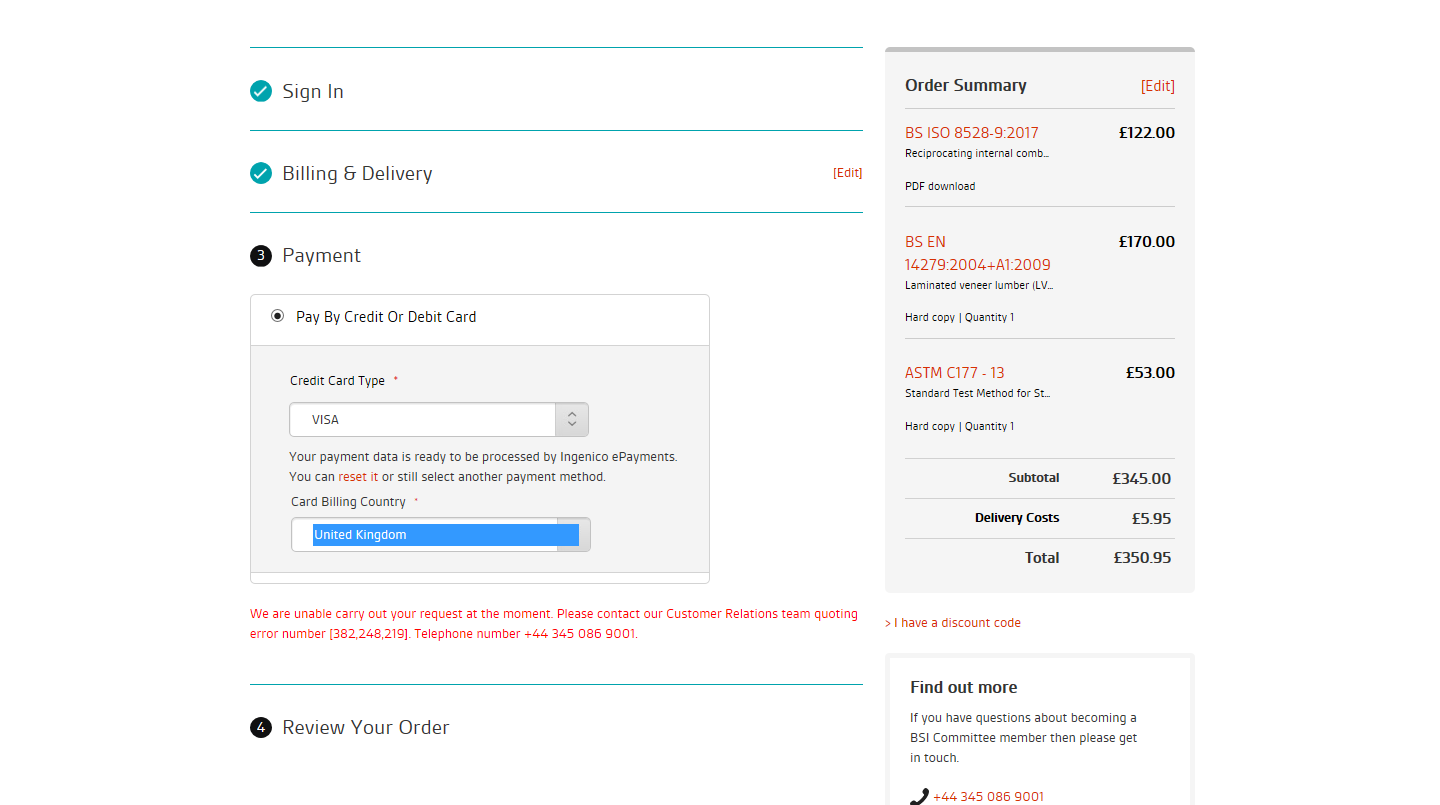 Sign In
Billing & Delivery
[Edit]
3 Payment
Pay By Credit Or Debit Card
Credit Card Type *
VISA
Your payment data is ready to be processed by Ingenico ePayments.
You can reset it or still select another payment method.
Card Billing Country *
United Kingdom
We are unable carry out your request at the moment. Please contact our Customer Relations team quoting
error number [382,248,219]. Telephone number +44 345 086 9001.
4 Review Your Order
Order Summary [Edit]
BS ISO 8528-9:2017 £122.00
Reciprocating internal comb...
PDF download
BS EN £170.00
14279:2004+A1:2009
Laminated veneer lumber (LV...
Hard copy | Quantity 1
ASTM C177 - 13 £53.00
Standard Test Method for St...
Hard copy | Quantity 1
Subtotal £345.00
Delivery Costs £5.95
Total £350.95
> I have a discount code
Find out more
If you have questions about becoming a
BSI Committee member then please get
in touch.
+44 345 086 9001